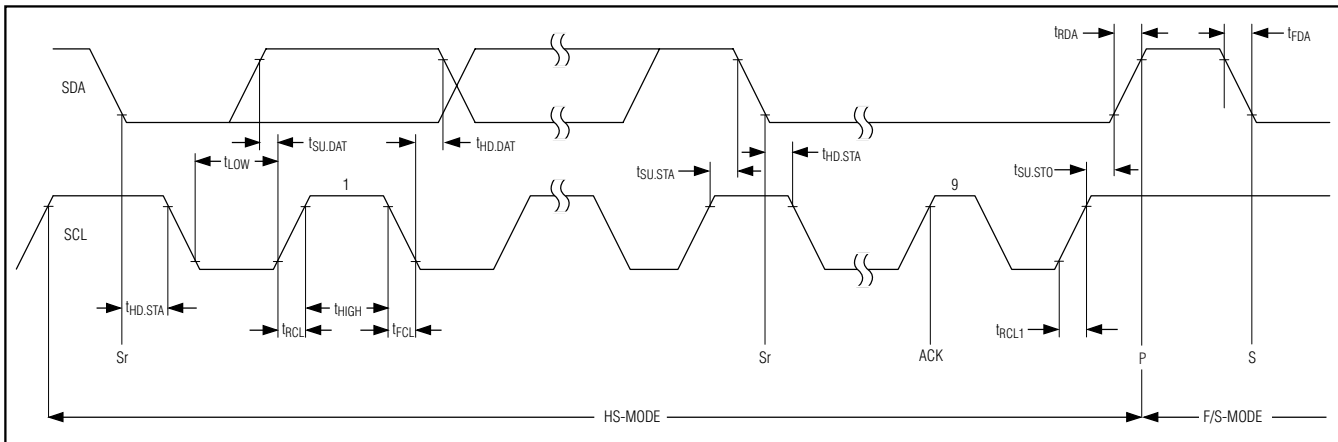 tRDA
tFDA
SDA
tSU.DAT
tHD.DAT
tLOW
tHD.STA
tSU.STA
tSU.STO
1
9
SCL
tHD.STA
tHIGH
tRCL
tFCL
tRCL1
Sr
Sr
ACK
P
S
HS-MODE
F/S-MODE